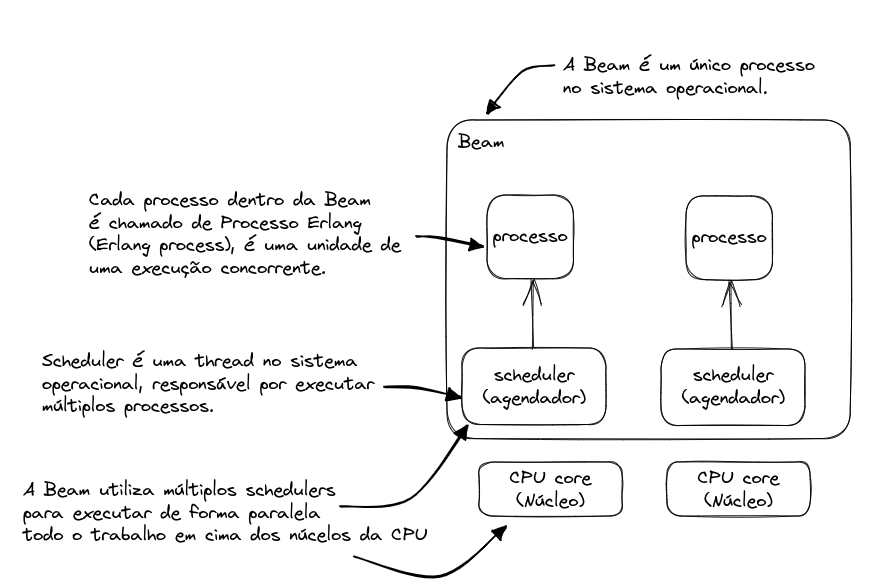 A Beam é um único processo
no sistema operacional.
Beam
Cada processo dentro da Beam
é chamado de Processo Erlang
(Erlang process), é uma unidade de
uma execução concorrente.
processo
processo
Scheduler é uma thread no sistema
operacional, responsável por executar
múltiplos processos.
scheduler
(agendador)
scheduler
(agendador)
A Beam utiliza múltiplos schedulers
para executar de forma paralela
todo o trabalho em cima dos núcelos da CPU
CPU core
(Núcleo)
CPU core
(Núcleo)